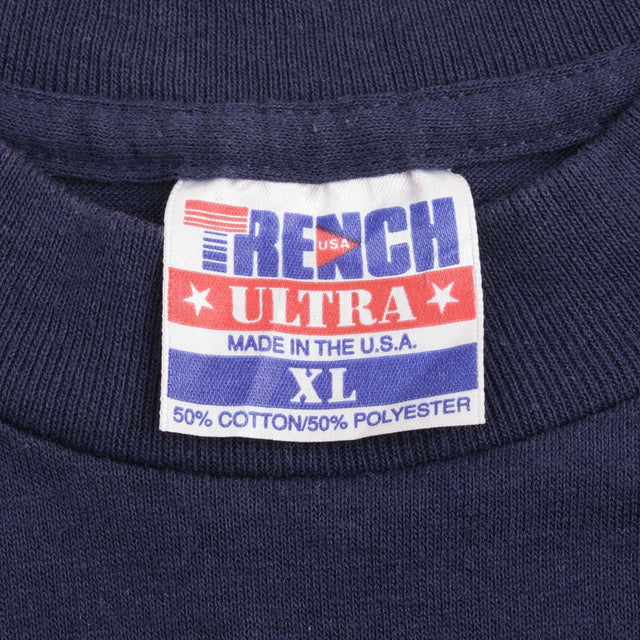 TRENCH
USA
ULTRA
MADE IN THE U.S.A.
XL
50% COTTON/50% POLYESTER